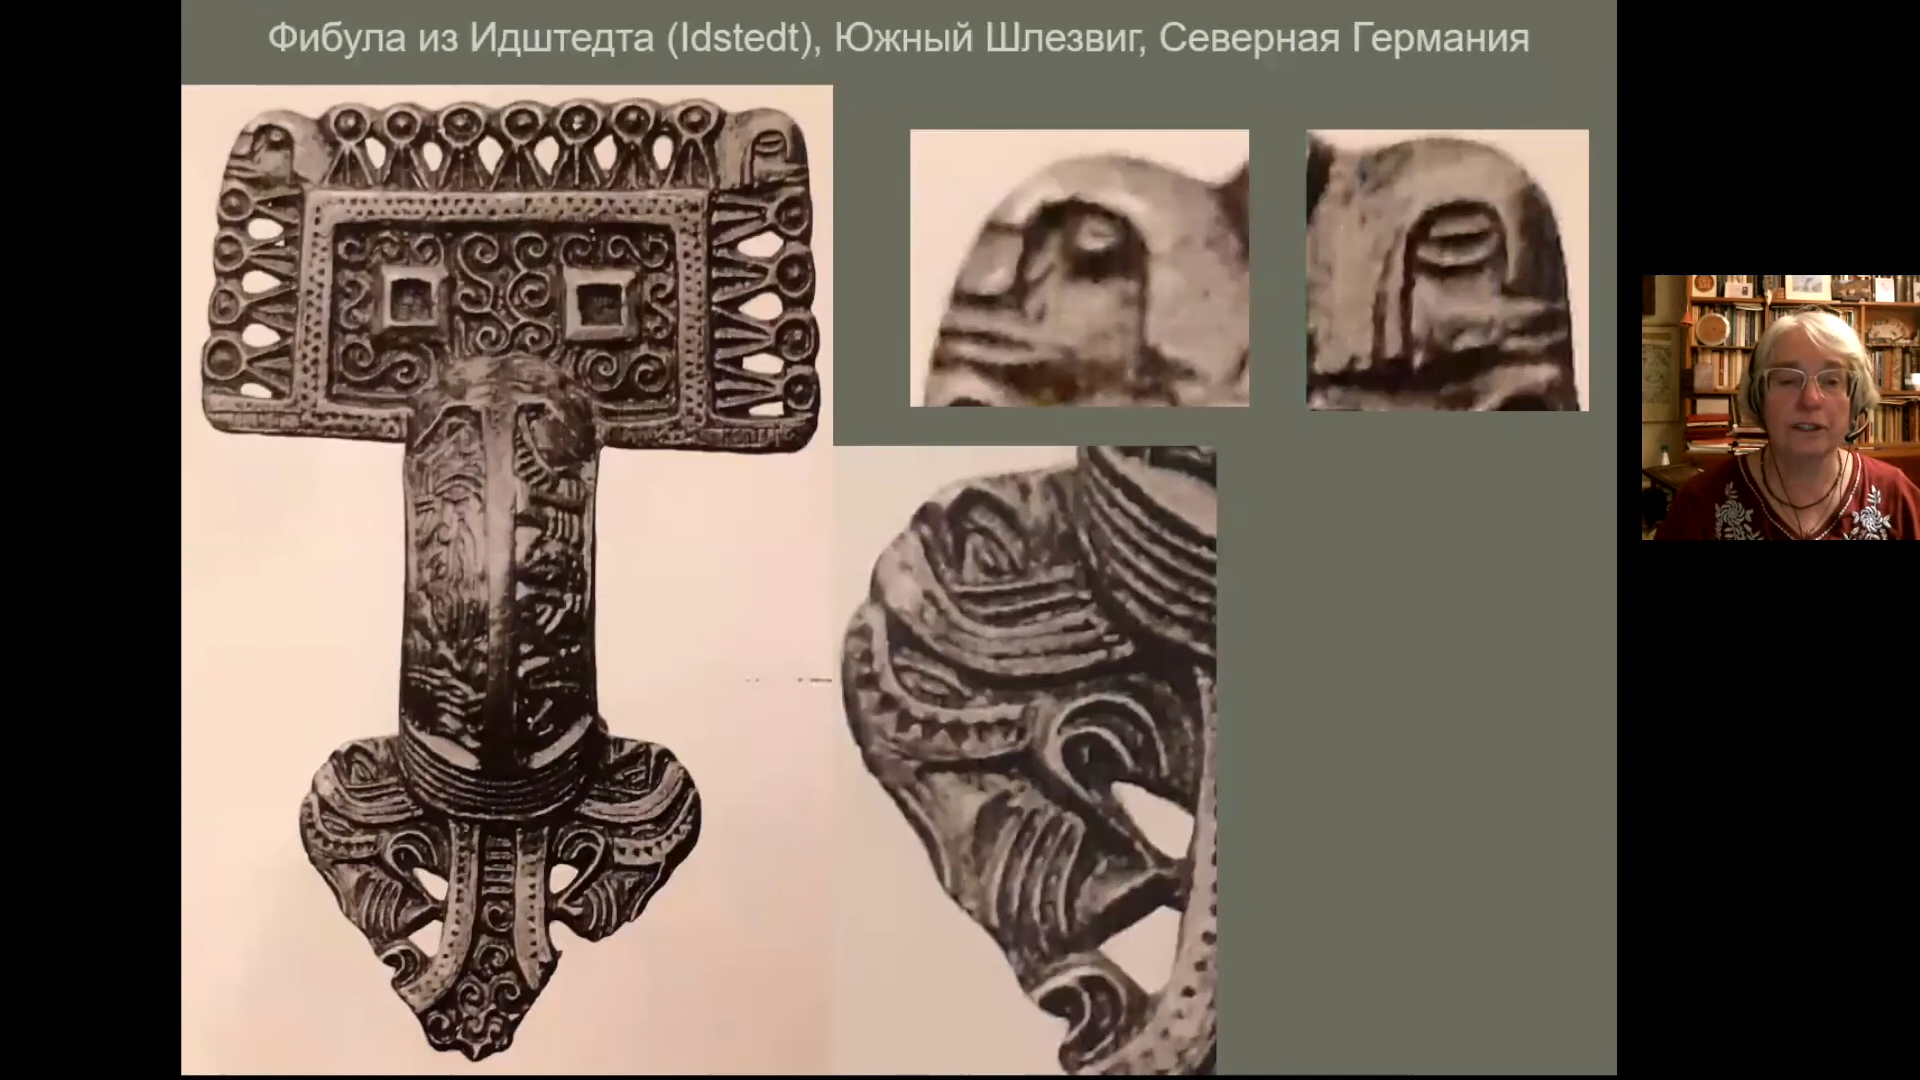 Фибула из Идштедта (Idstedt), Южный Шлезвиг, Северная Германия